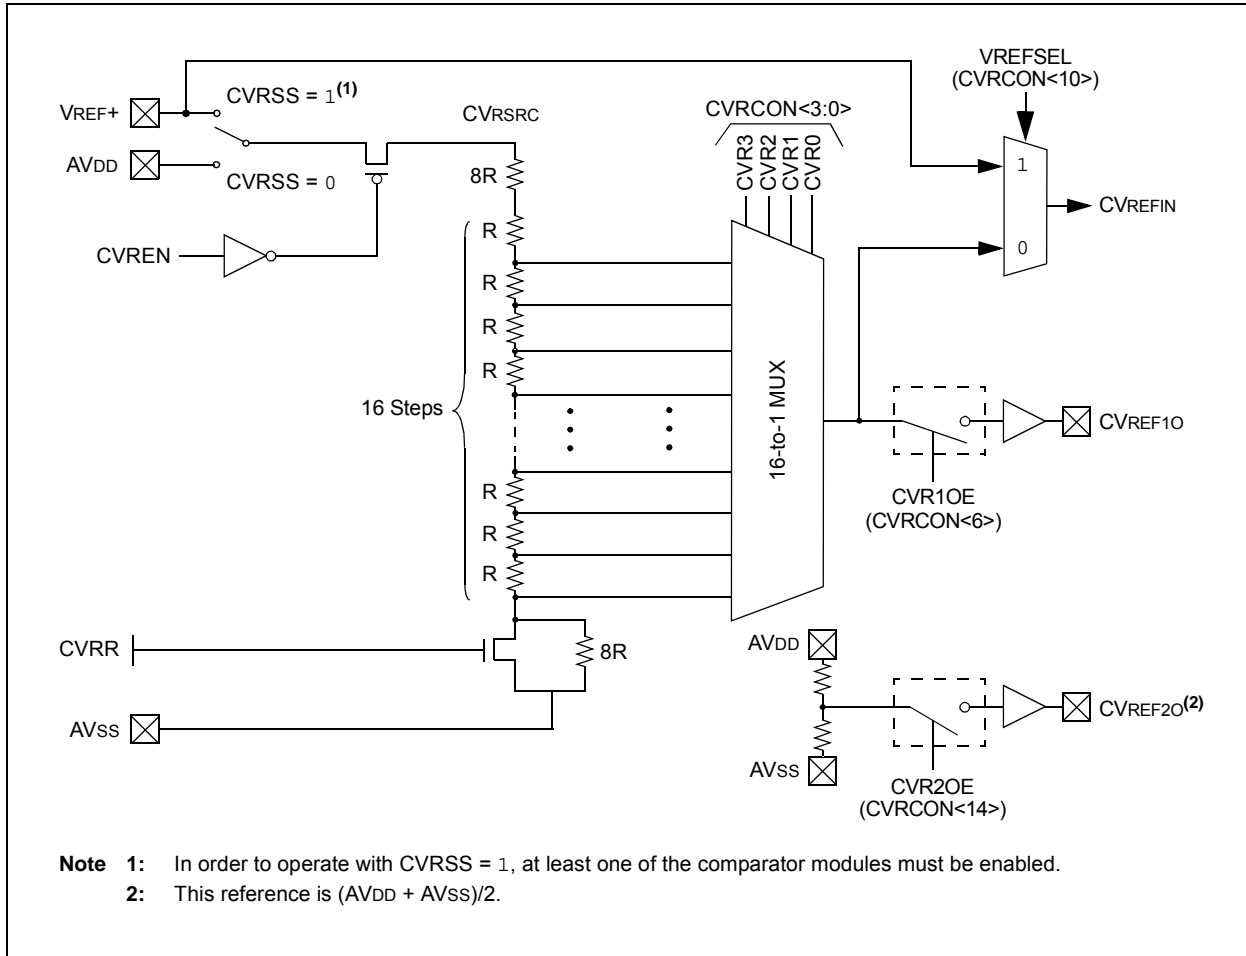 VREF+
CVRSS = 1(1)
AVDD
CVRSS = 0
CVREN
CVRSRC
8R
R
R
R
R
16 Steps
R
R
R
CVRR
8R
AVSS
CVRCON<3:0>
CVR3
CVR2
CVR1
CVR0
16-to-1 MUX
VREFSEL
(CVRCON<10>)
1
0
CVREFIN
CVREF1O
CVR1OE
(CVRCON<6>)
AVDD
AVSS
CVREF2O(2)
CVR2OE
(CVRCON<14>)
Note 1: In order to operate with CVRSS = 1, at least one of the comparator modules must be enabled.
2: This reference is (AVDD + AVSS)/2.